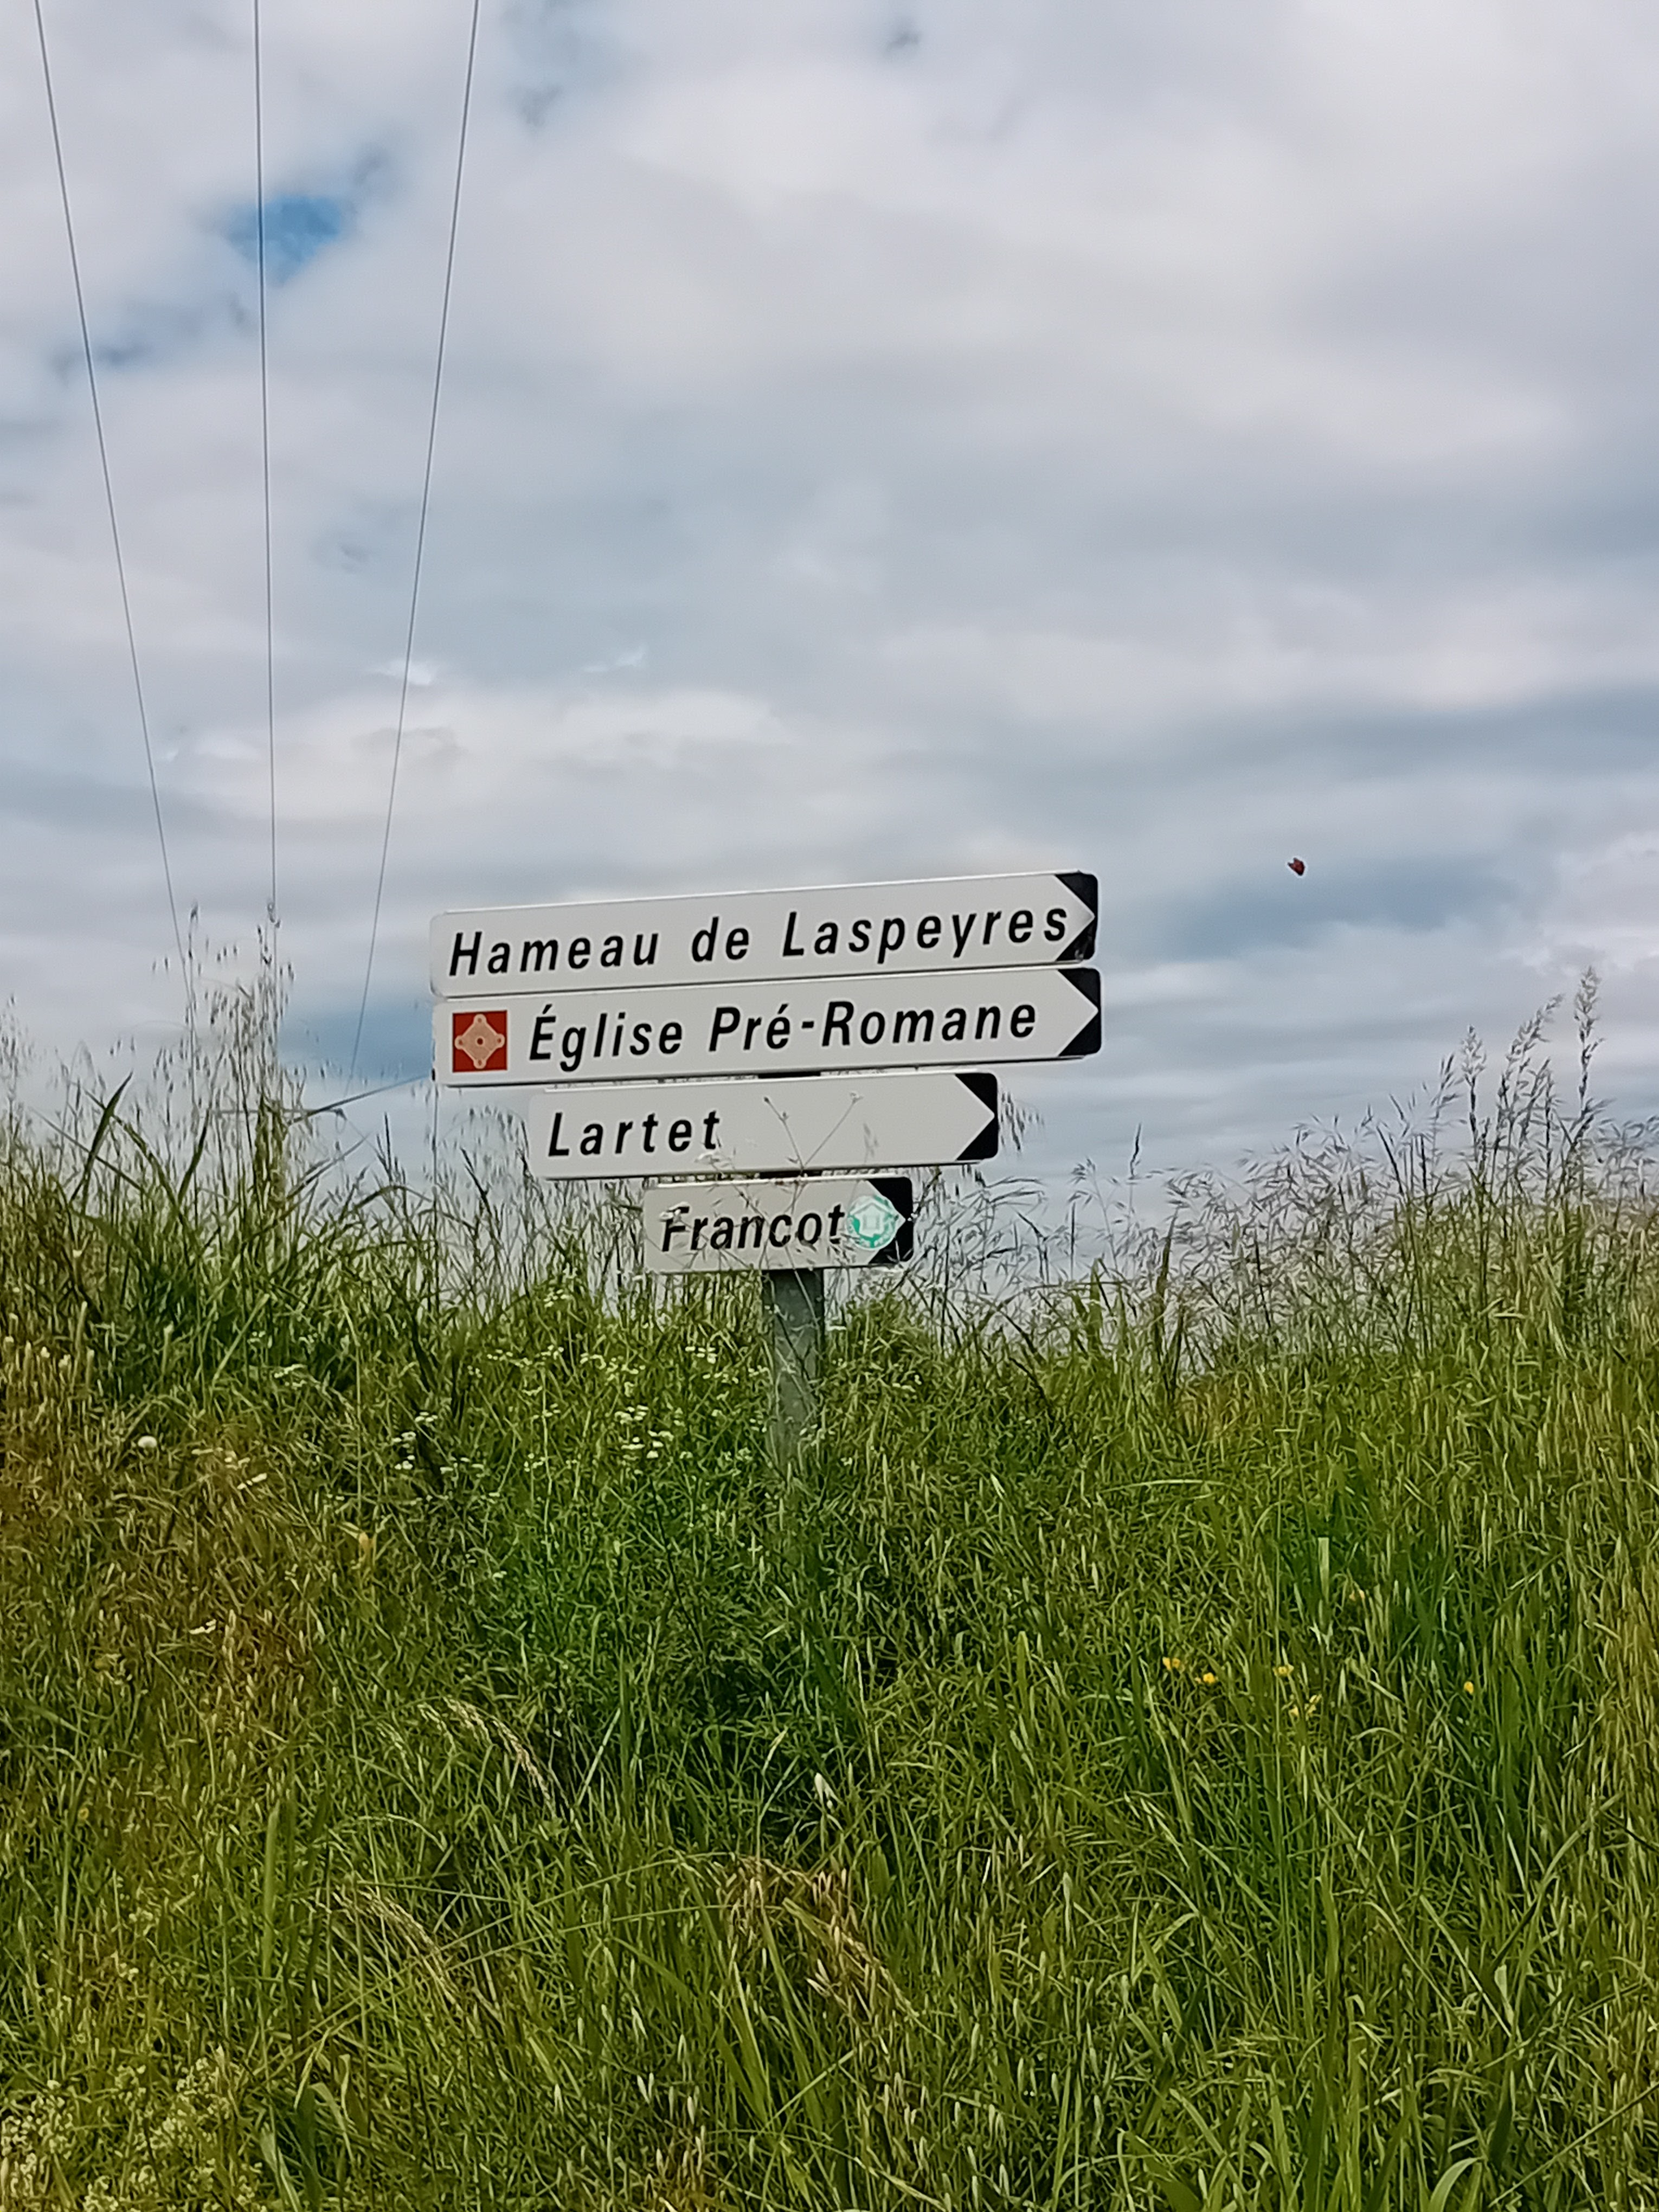 Hameau de Laspeyres
Église Pré-Romane
Lartet
Francot